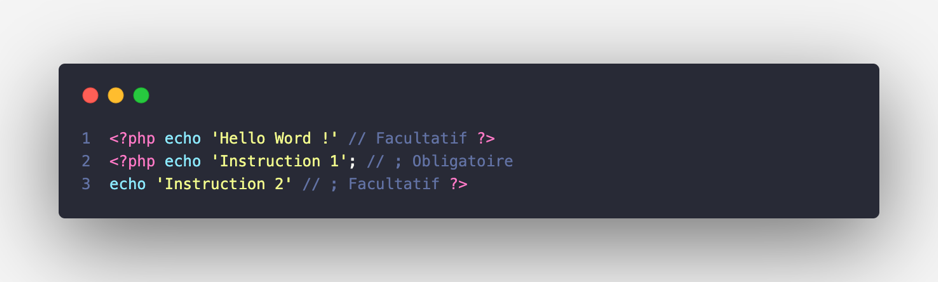 1 <?php echo 'Hello Word !' // Facultatif ?>
2 <?php echo 'Instruction 1'; // ; Obligatoire
3 echo 'Instruction 2' // ; Facultatif ?>